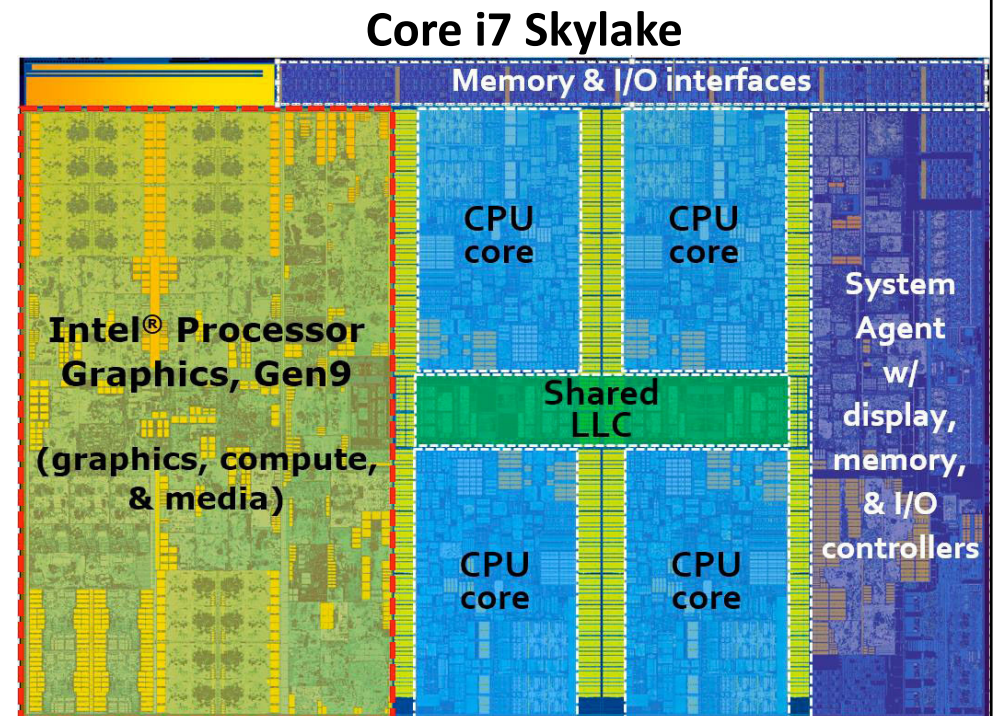 Core i7 Skylake
Memory & I/O interfaces
Intel® Processor
Graphics, Gen9
(graphics, compute,
& media)
CPU
core
CPU
core
Shared
LLC
CPU
core
CPU
core
System
Agent
w/
display,
memory,
& I/O
controllers